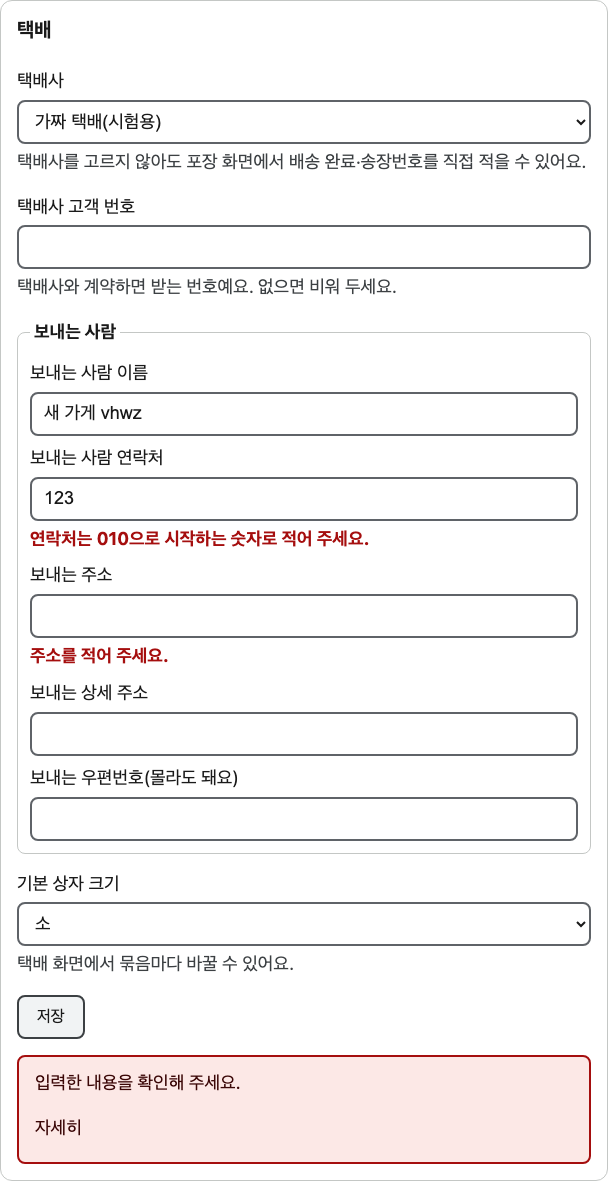 택배
택배사
가짜 택배(시험용)
택배사를 고르지 않아도 포장 화면에서 배송 완료·송장번호를 직접 적을 수 있어요.
택배사 고객 번호
택배사와 계약하면 받는 번호예요. 없으면 비워 두세요.
보내는 사람
보내는 사람 이름
새 가게 vhwz
보내는 사람 연락처
123
연락처는 010으로 시작하는 숫자로 적어 주세요.
보내는 주소
주소를 적어 주세요.
보내는 상세 주소
보내는 우편번호(몰라도 돼요)
기본 상자 크기
소
택배 화면에서 묶음마다 바꿀 수 있어요.
저장
입력한 내용을 확인해 주세요.
자세히